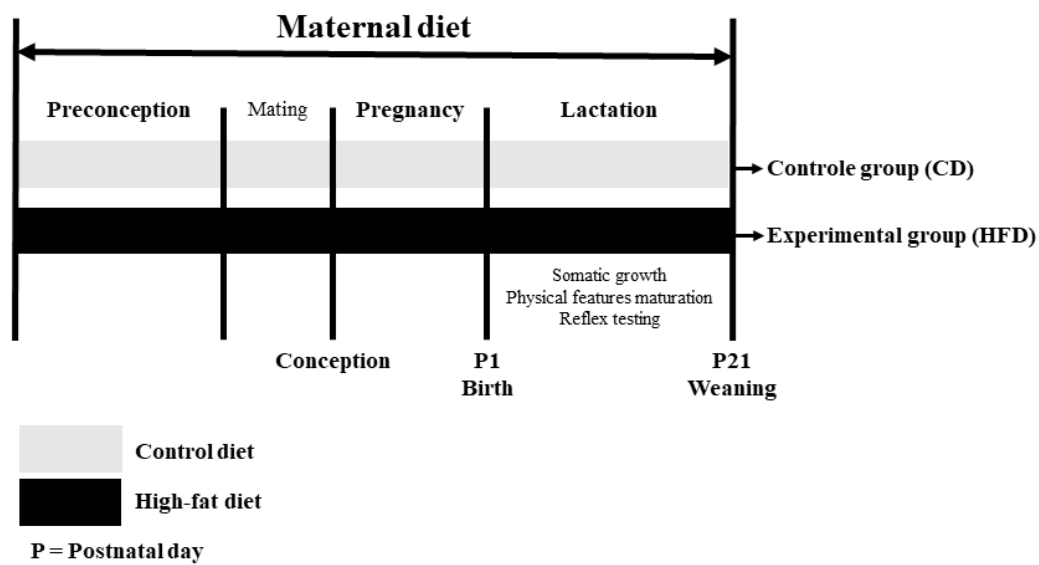 Maternal diet
Preconception
Mating
Pregnancy
Lactation
Controle group (CD)
Experimental group (HFD)
Somatic growth
Physical features maturation
Reflex testing
Conception
P1
Birth
P21
Weaning
Control diet
High-fat diet
P = Postnatal day